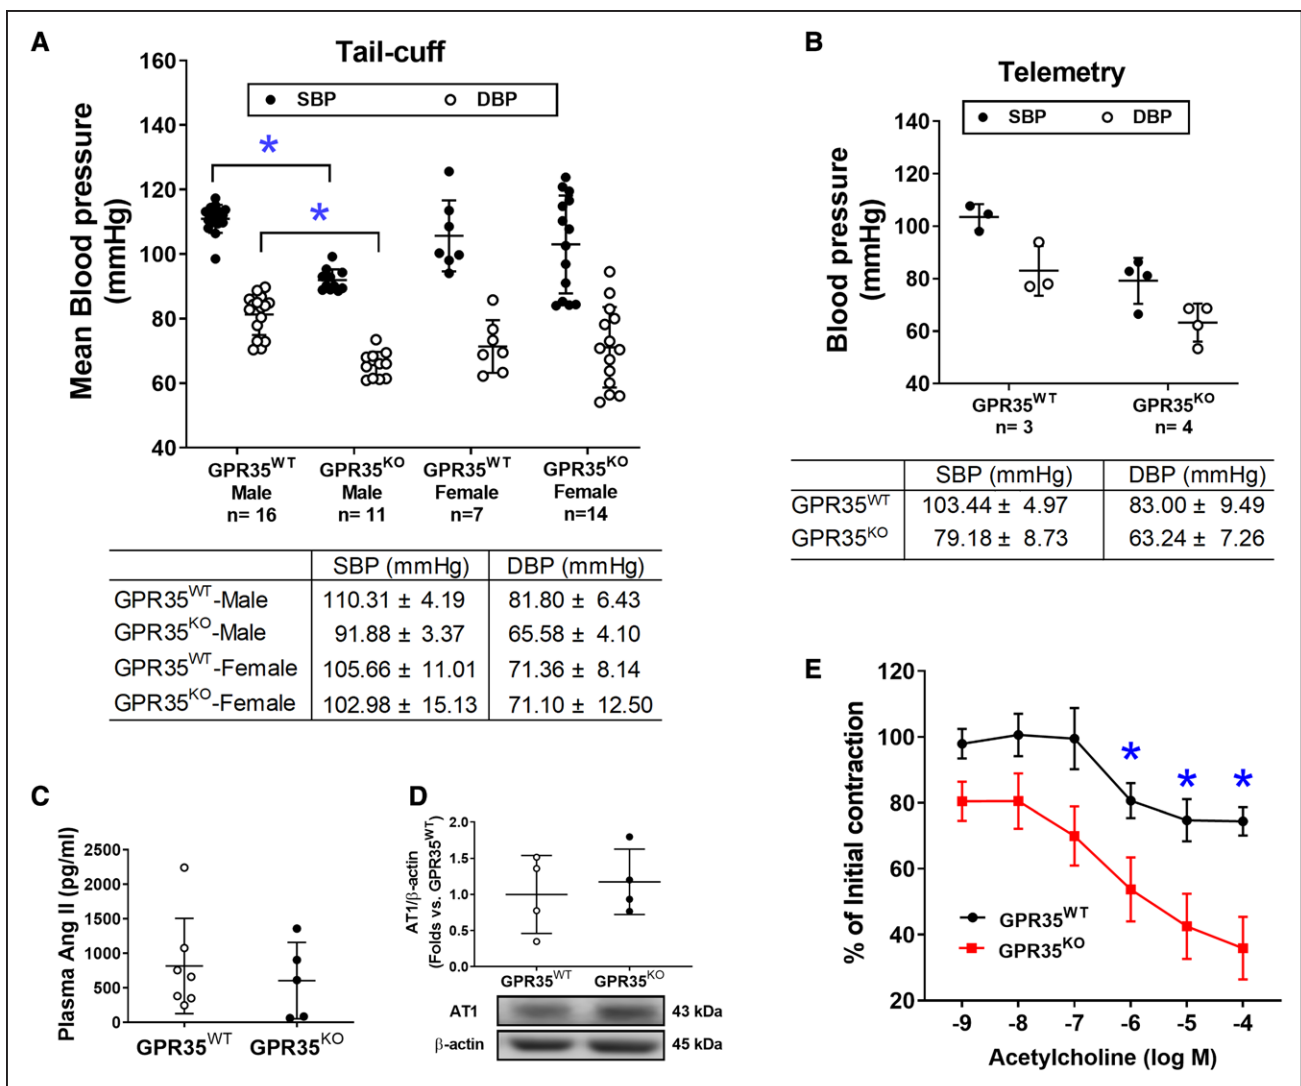 A
Tail-cuff
SBP DBP
Mean Blood pressure
(mmHg)
160
140
120
100
80
60
40
*
*
GPR35WT GPR35KO GPR35WT GPR35KO
Male Male Female Female
n= 16 n= 11 n=7 n=14
SBP (mmHg) DBP (mmHg)
GPR35WT-Male 110.31 ± 4.19 81.80 ± 6.43
GPR35KO-Male 91.88 ± 3.37 65.58 ± 4.10
GPR35WT-Female 105.66 ± 11.01 71.36 ± 8.14
GPR35KO-Female 102.98 ± 15.13 71.10 ± 12.50
B
Telemetry
SBP DBP
Blood pressure
(mmHg)
140
120
100
80
60
40
GPR35WT GPR35KO
n= 3 n= 4
SBP (mmHg) DBP (mmHg)
GPR35WT 103.44 ± 4.97 83.00 ± 9.49
GPR35KO 79.18 ± 8.73 63.24 ± 7.26
C
Plasma Ang II (pg/ml)
2500
2000
1500
1000
500
0
GPR35WT GPR35KO
D
AT1/β-actin
(Folds vs. GPR35WT)
2.0
1.5
1.0
0.5
0.0
GPR35WT GPR35KO
AT1 43 kDa
β-actin 45 kDa
E
% of Initial contraction
120
100
80
60
40
20
* * *
GPR35WT
GPR35KO
-9 -8 -7 -6 -5 -4
Acetylcholine (log M)